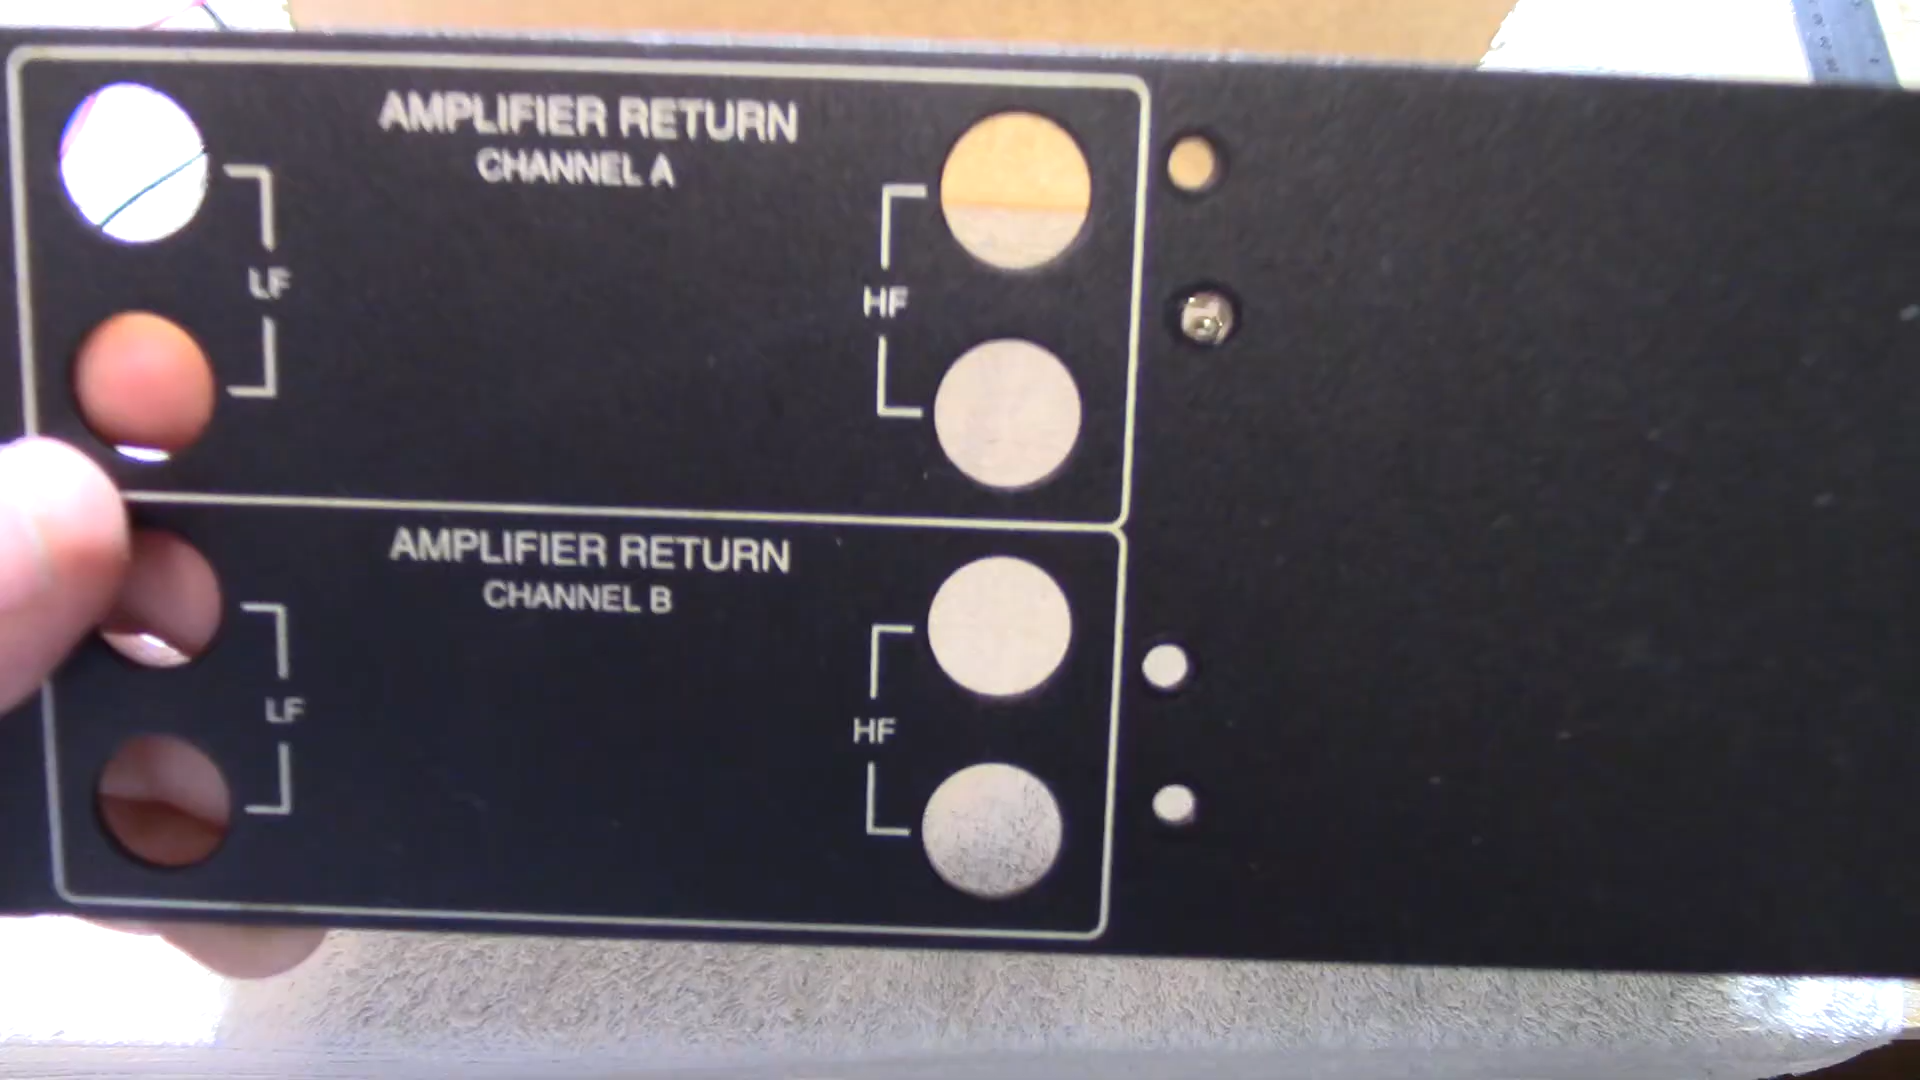 AMPLIFIER RETURN
CHANNEL A
LF
HF
AMPLIFIER RETURN
CHANNEL B
LF
HF